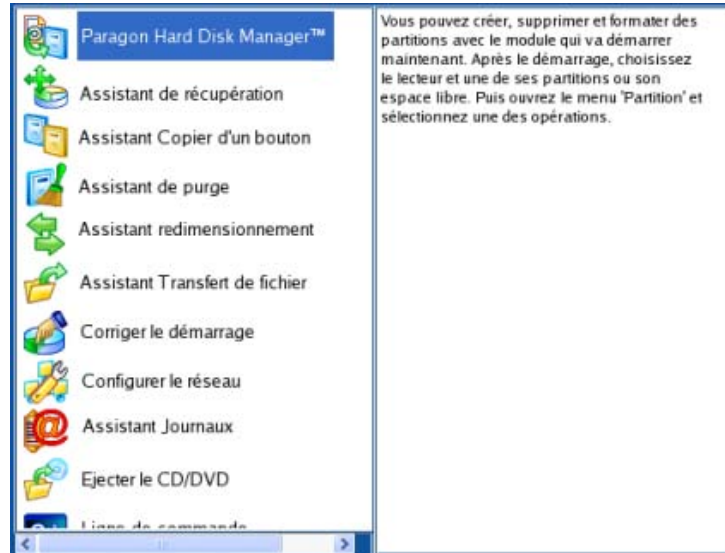 Paragon Hard Disk Manager™
Assistant de récupération
Assistant Copier d'un bouton
Assistant de purge
Assistant redimensionnement
Assistant Transfert de fichier
Corriger le démarrage
Configurer le réseau
Assistant Journaux
Ejecter le CD/DVD
Ligne de commande
Vous pouvez créer, supprimer et formater des
partitions avec le module qui va démarrer
maintenant. Après le démarrage, choisissez
le lecteur et une de ses partitions ou son
espace libre. Puis ouvrez le menu 'Partition' et
sélectionnez une des opérations.